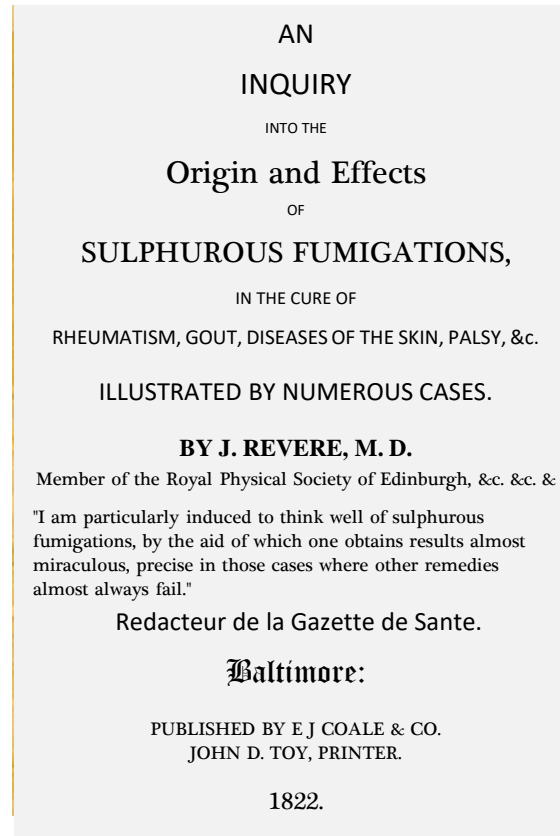 AN
INQUIRY
INTO THE
Origin and Effects
OF
SULPHUROUS FUMIGATIONS,
IN THE CURE OF
RHEUMATISM, GOUT, DISEASES OF THE SKIN, PALSY, &c.
ILLUSTRATED BY NUMEROUS CASES.
BY J. REVERE, M. D.
Member of the Royal Physical Society of Edinburgh, &c. &c. &
"I am particularly induced to think well of sulphurous
fumigations, by the aid of which one obtains results almost
miraculous, precise in those cases where other remedies
almost always fail."
Redacteur de la Gazette de Sante.
Baltimore:
PUBLISHED BY E J COALE & CO.
JOHN D. TOY, PRINTER.
1822.